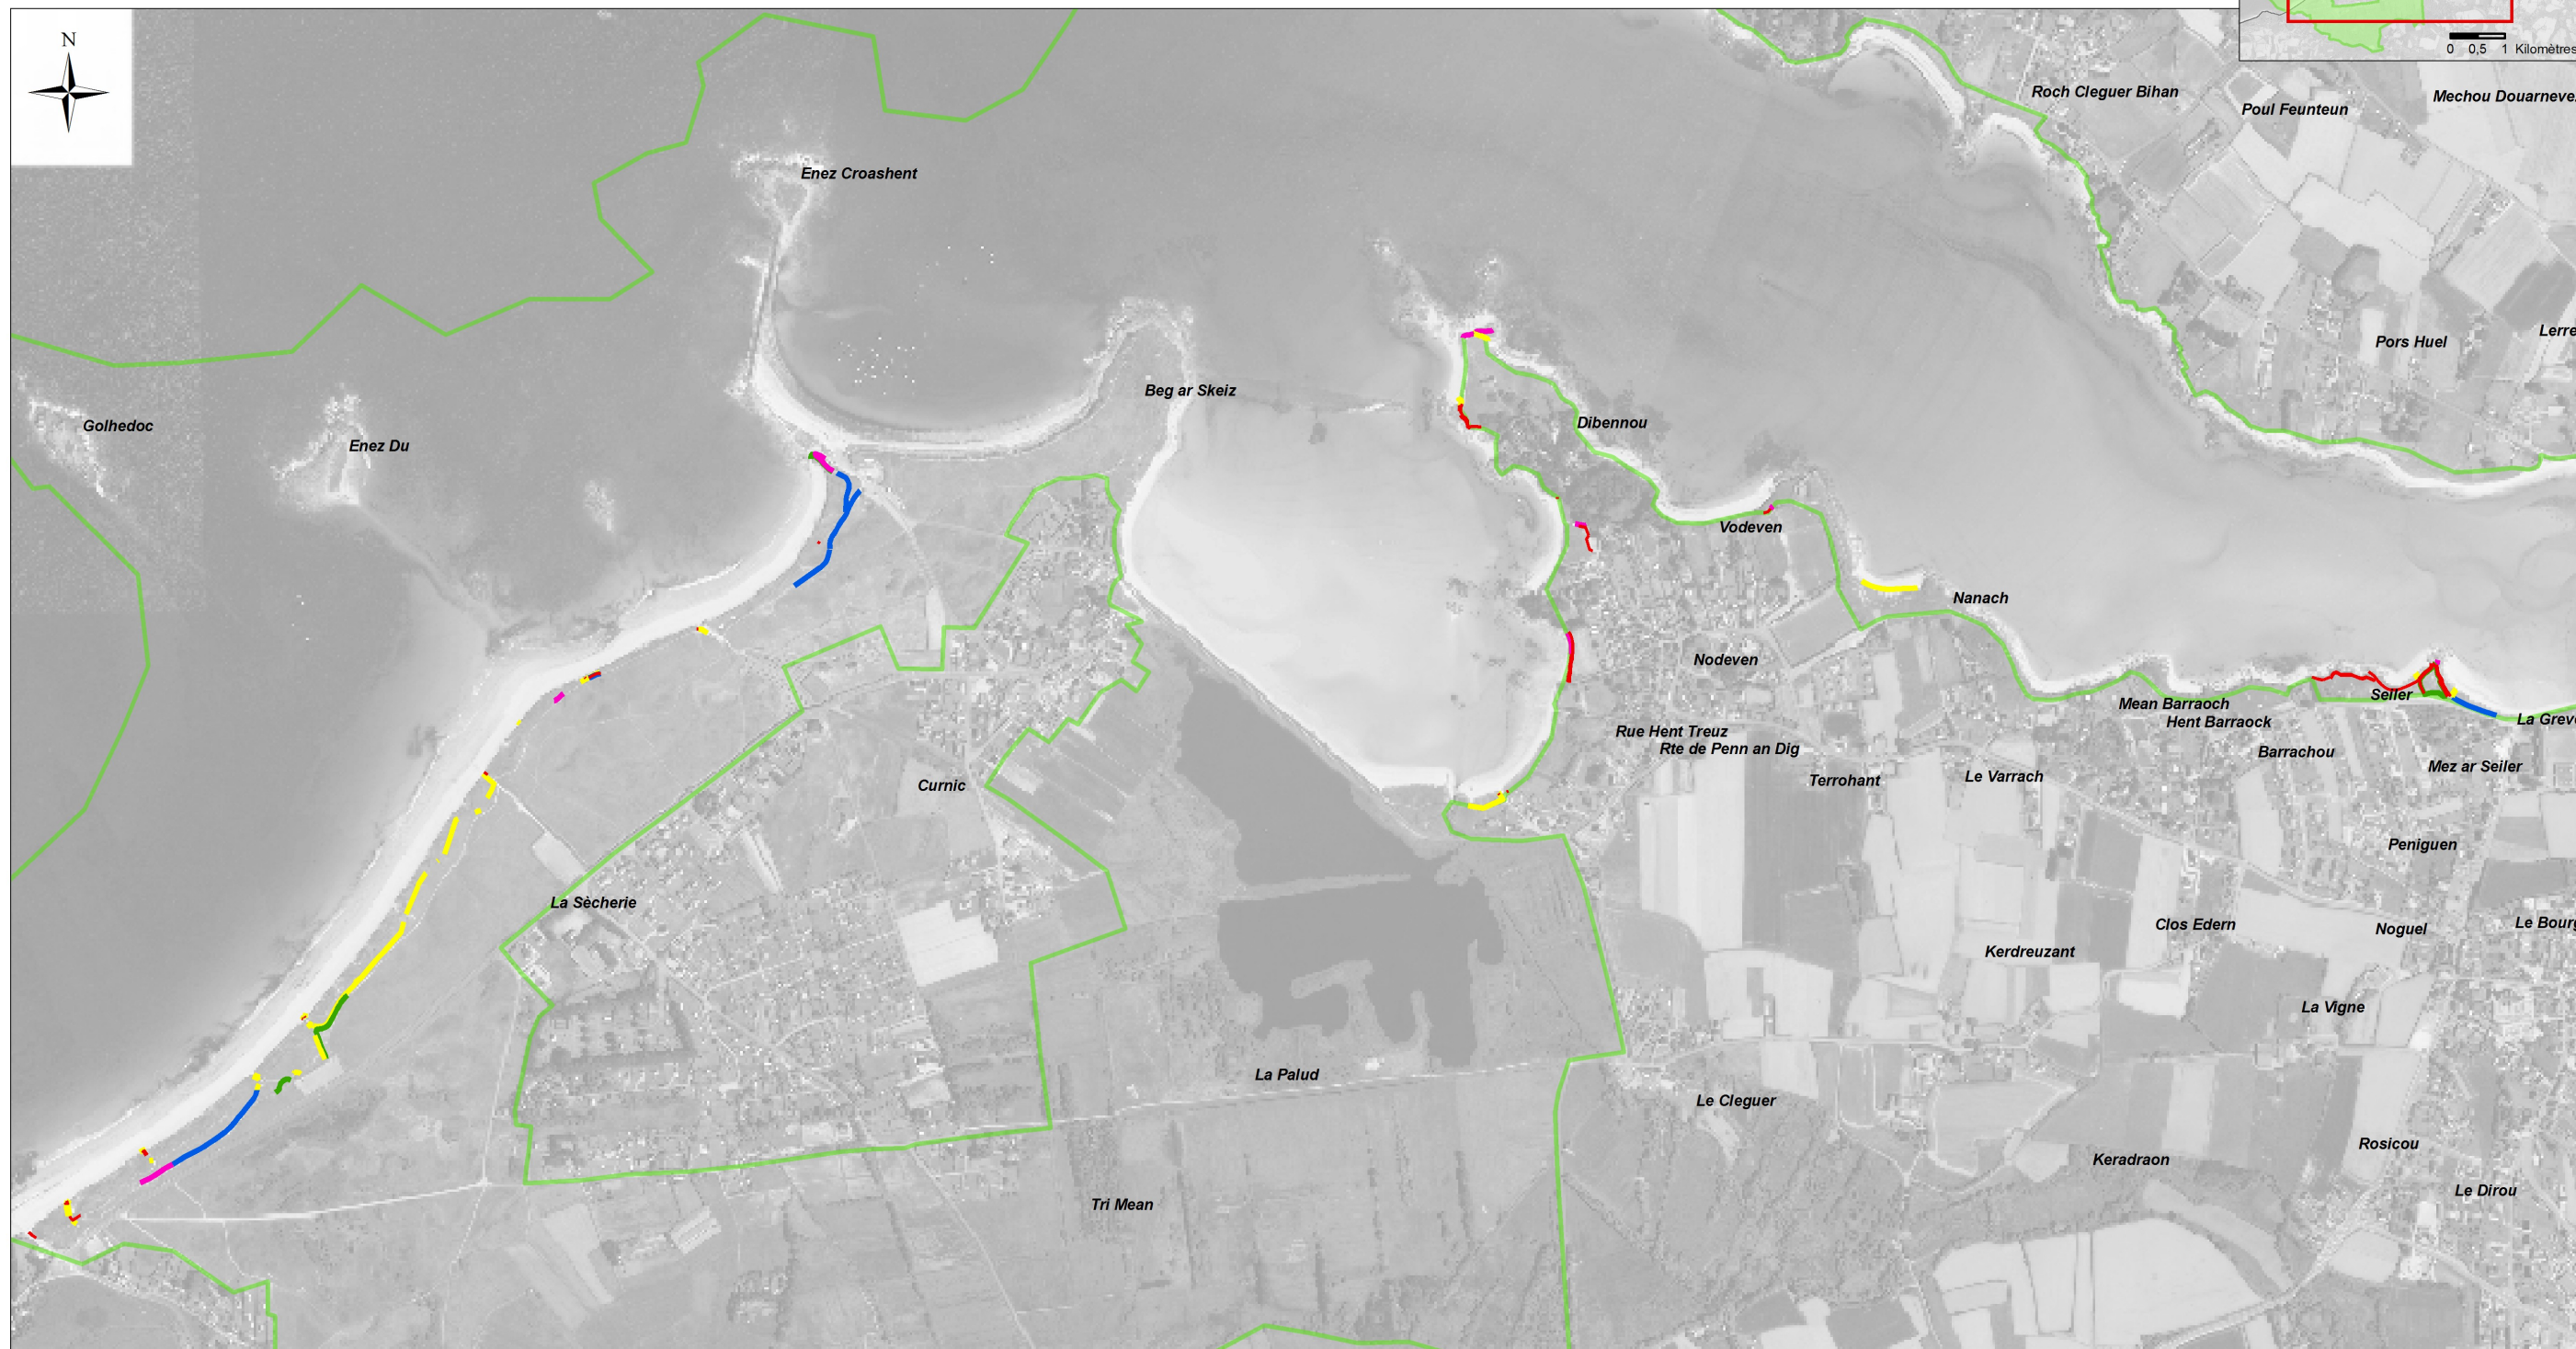 N
0 0,5 1 Kilomètres
Roch Cleguer Bihan
Mechou Douarneve
Poul Feunteun
Enez Croashent
Lerre
Pors Huel
Beg ar Skeiz
Golhedoc
Dibennou
Enez Du
Vodeven
Nanach
Nodeven
Seiler
Mean Barraoch
La Greve
Hent Barraock
Rue Hent Treuz
Rte de Penn an Dig
Barrachou
Mez ar Seiler
Le Varrach
Terrohant
Curnic
Peniguen
La Sècherie
Le Bourg
Clos Edern
Noguel
Kerdreuzant
La Vigne
La Palud
Le Cleguer
Rosicou
Keradraon
Le Dirou
Tri Mean